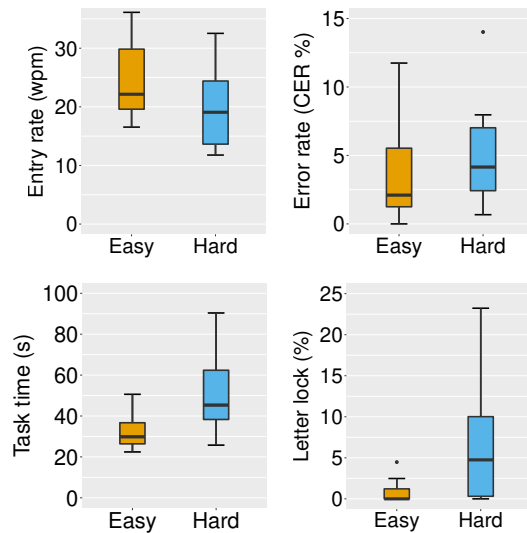 Entry rate (wpm)
30
20
10
0
Easy Hard
Error rate (CER %)
15
10
5
0
Easy Hard
Task time (s)
100
80
60
40
20
0
Easy Hard
Letter lock (%)
25
20
15
10
5
0
Easy Hard